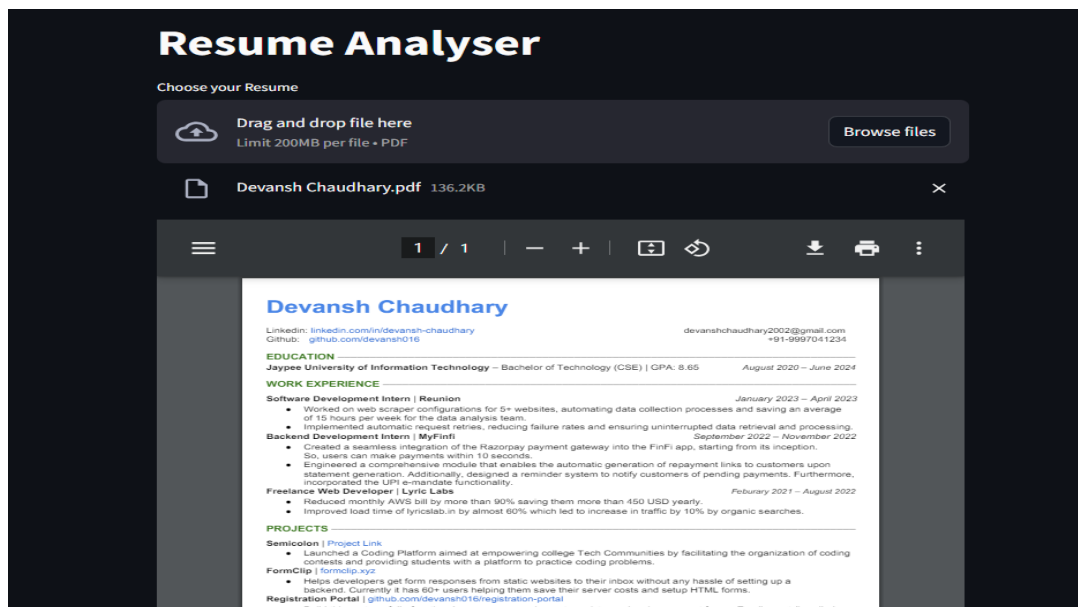 Resume Analyser
Choose your Resume
Drag and drop file here
Limit 200MB per file • PDF
Browse files
Devansh Chaudhary.pdf 136.2KB
1 / 1
Devansh Chaudhary
Linkedin: linkedin.com/in/devansh-chaudhary devanshchaudhary2002@gmail.com
Github: github.com/devansh016 +91-9997041234
EDUCATION
Jaypee University of Information Technology – Bachelor of Technology (CSE) | GPA: 8.65 August 2020 – June 2024
WORK EXPERIENCE
Software Development Intern | Reunion January 2023 – April 2023
• Worked on web scraper configurations for 5+ websites, automating data collection processes and saving an average
of 15 hours per week for the data analysis team.
• Implemented automatic request retries, reducing failure rates and ensuring uninterrupted data retrieval and processing.
Backend Development Intern | MyFinfi September 2022 – November 2022
• Created a seamless integration of the Razorpay payment gateway into the FinFi app, starting from its inception.
So, users can make payments within 10 seconds.
• Engineered a comprehensive module that enables the automatic generation of repayment links to customers upon
statement generation. Additionally, designed a reminder system to notify customers of pending payments. Furthermore,
incorporated the UPI e-mandate functionality.
Freelance Web Developer | Lyric Labs Feburary 2021 – August 2022
• Reduced monthly AWS bill by more than 90% saving them more than 450 USD yearly.
• Improved load time of lyricslab.in by almost 60% which led to increase in traffic by 10% by organic searches.
PROJECTS
Semicolon | Project Link
• Launched a Coding Platform aimed at empowering college Tech Communities by facilitating the organization of coding
contests and providing students with a platform to practice coding problems.
FormClip | formclip.xyz
• Helps developers get form responses from static websites to their inbox without any hassle of setting up a
backend. Currently it has 60+ users helping them save their server costs and setup HTML forms.
Registration Portal | github.com/devansh016/registration-portal